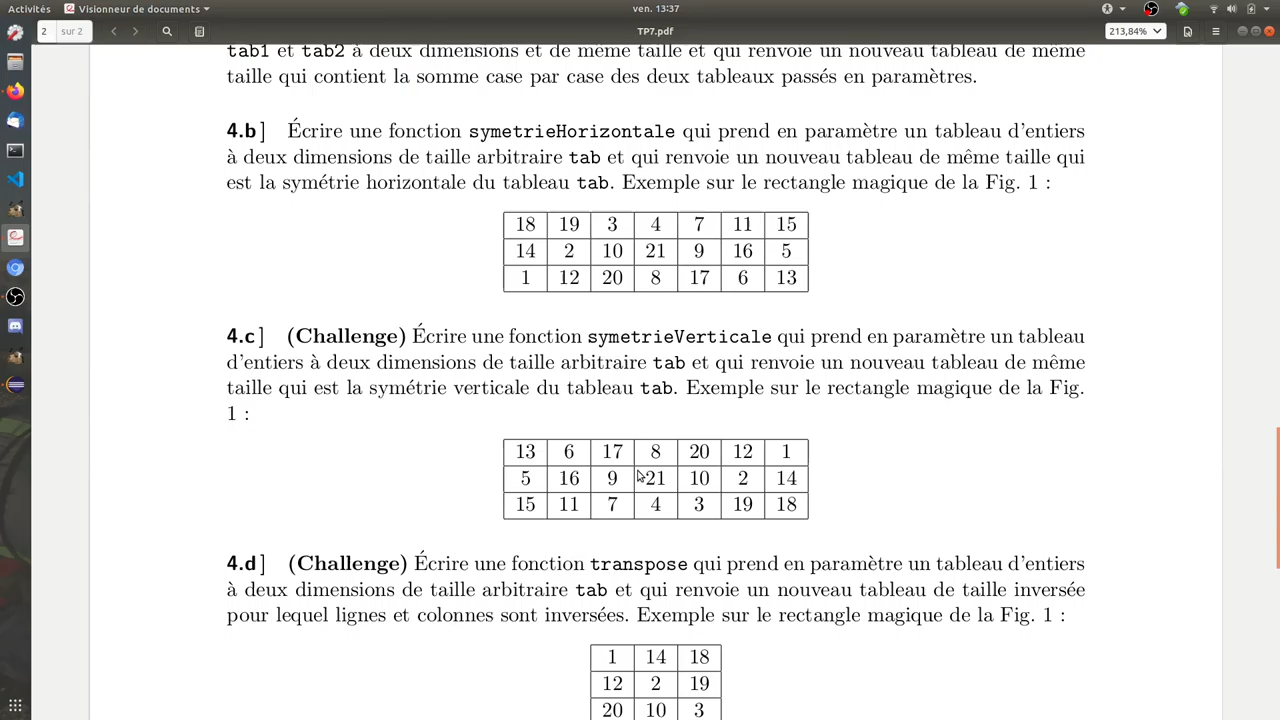 Activités
Visionneur de documents
ven. 13:37
2
sur 2
TP7.pdf
213,84%
tab1 et tab2 à deux dimensions et de même taille et qui renvoie un nouveau tableau de même
taille qui contient la somme case par case des deux tableaux passés en paramètres.
4.b] Écrire une fonction symetrieHorizontale qui prend en paramètre un tableau d'entiers
à deux dimensions de taille arbitraire tab et qui renvoie un nouveau tableau de même taille qui
est la symétrie horizontale du tableau tab. Exemple sur le rectangle magique de la Fig. 1 :
18 19 3 4 7 11 15
14 2 10 21 9 16 5
1 12 20 8 17 6 13
4.c] (Challenge) Écrire une fonction symetrieVerticale qui prend en paramètre un tableau
d'entiers à deux dimensions de taille arbitraire tab et qui renvoie un nouveau tableau de même
taille qui est la symétrie verticale du tableau tab. Exemple sur le rectangle magique de la Fig.
1 :
13 6 17 8 20 12 1
5 16 9 21 10 2 14
15 11 7 4 3 19 18
4.d] (Challenge) Écrire une fonction transpose qui prend en paramètre un tableau d'entiers
à deux dimensions de taille arbitraire tab et qui renvoie un nouveau tableau de taille inversée
pour lequel lignes et colonnes sont inversées. Exemple sur le rectangle magique de la Fig. 1 :
1 14 18
12 2 19
20 10 3